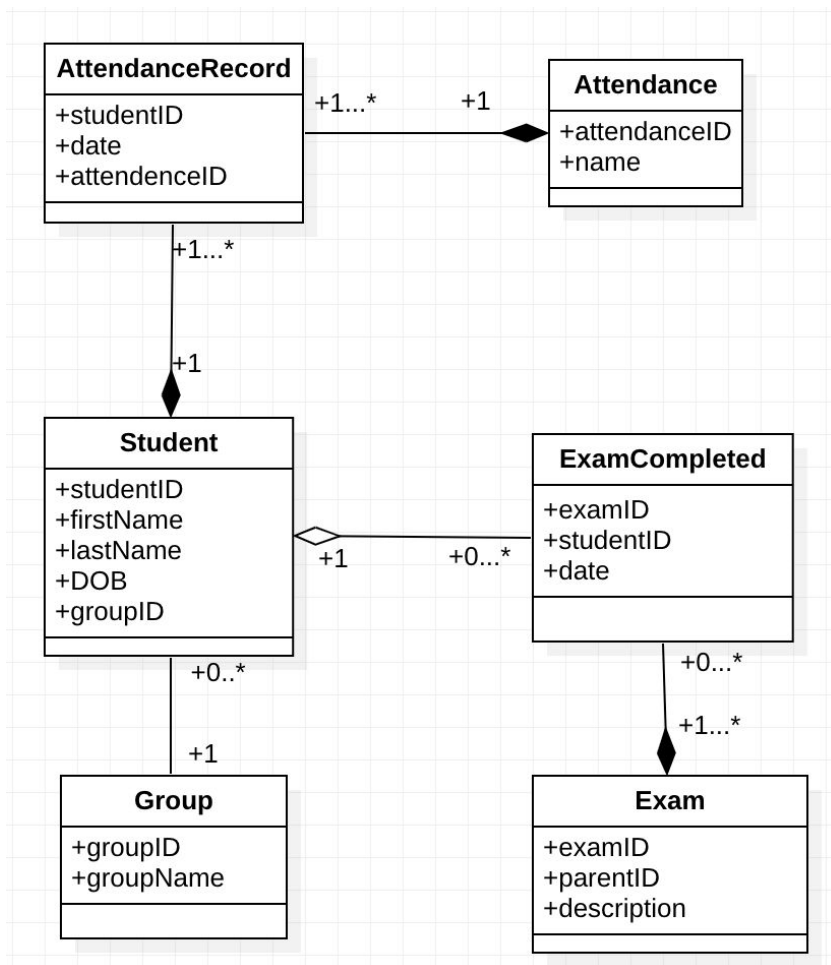 AttendanceRecord
+studentID
+date
+attendenceID
+1...*
+1
Attendance
+attendanceID
+name
+1...*
+1
Student
+studentID
+firstName
+lastName
+DOB
+groupID
+1
+0...*
ExamCompleted
+examID
+studentID
+date
+0..*
+1
+0...*
+1...*
Group
+groupID
+groupName
Exam
+examID
+parentID
+description